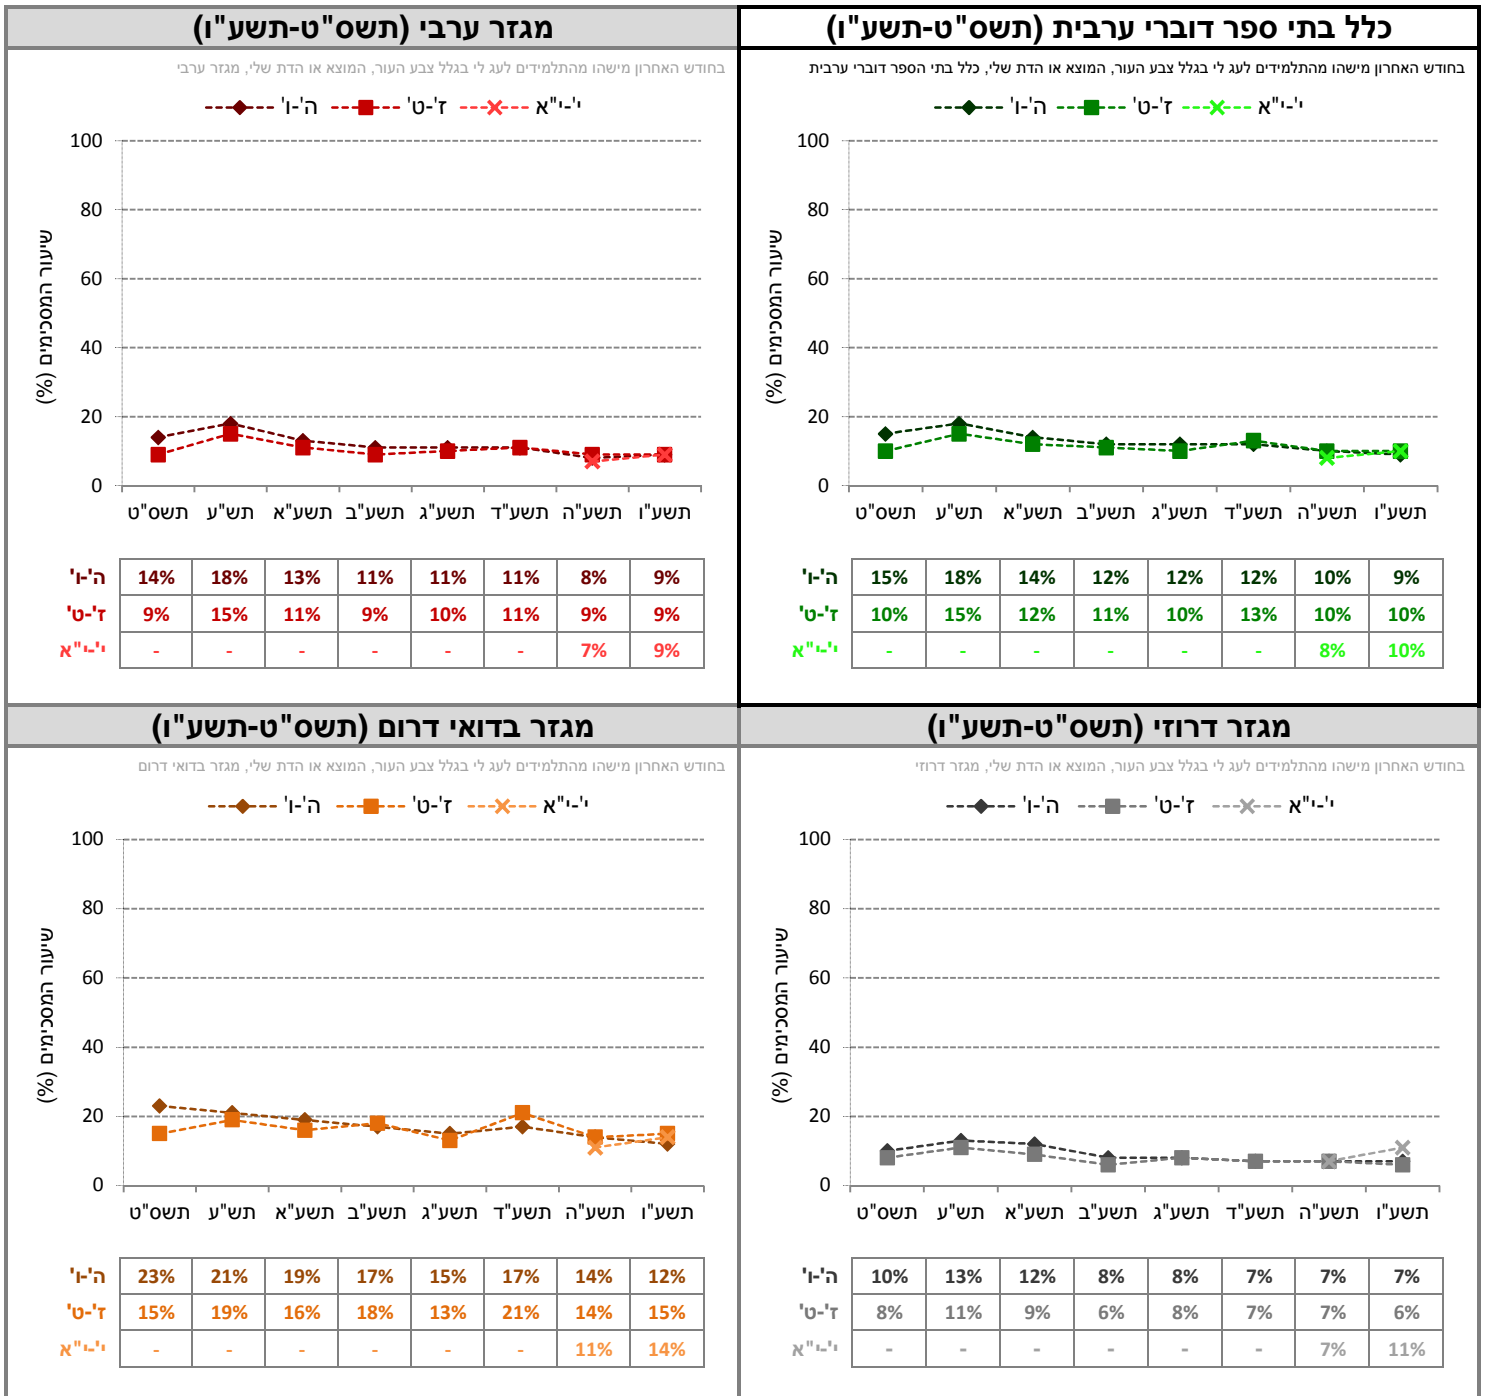 כלל בתי ספר דוברי ערבית (תשס"ט-תשע"ו)
בחודש האחרון מישהו מהתלמידים לעג לי בגלל צבע העור, המוצא או הדת שלי, כלל בתי הספר דוברי ערבית
ה'-ו' ז'-ט' י'-י"א
שיעור המסכימים (%)
100
80
60
40
20
0
תשס"ט תש"ע תשע"א תשע"ב תשע"ג תשע"ד תשע"ה תשע"ו
ה'-ו' 15% 18% 14% 12% 12% 12% 10% 9%
ז'-ט' 10% 15% 12% 11% 10% 13% 10% 10%
י'-י"א - - - - - - 8% 10%
מגזר ערבי (תשס"ט-תשע"ו)
בחודש האחרון מישהו מהתלמידים לעג לי בגלל צבע העור, המוצא או הדת שלי, מגזר ערבי
ה'-ו' ז'-ט' י'-י"א
שיעור המסכימים (%)
100
80
60
40
20
0
תשס"ט תש"ע תשע"א תשע"ב תשע"ג תשע"ד תשע"ה תשע"ו
ה'-ו' 14% 18% 13% 11% 11% 11% 8% 9%
ז'-ט' 9% 15% 11% 9% 10% 11% 9% 9%
י'-י"א - - - - - - 7% 9%
מגזר דרוזי (תשס"ט-תשע"ו)
בחודש האחרון מישהו מהתלמידים לעג לי בגלל צבע העור, המוצא או הדת שלי, מגזר דרוזי
ה'-ו' ז'-ט' י'-י"א
שיעור המסכימים (%)
100
80
60
40
20
0
תשס"ט תש"ע תשע"א תשע"ב תשע"ג תשע"ד תשע"ה תשע"ו
ה'-ו' 10% 13% 12% 8% 8% 7% 7% 7%
ז'-ט' 8% 11% 9% 6% 8% 7% 7% 6%
י'-י"א - - - - - - 7% 11%
מגזר בדואי דרום (תשס"ט-תשע"ו)
בחודש האחרון מישהו מהתלמידים לעג לי בגלל צבע העור, המוצא או הדת שלי, מגזר בדואי דרום
ה'-ו' ז'-ט' י'-י"א
שיעור המסכימים (%)
100
80
60
40
20
0
תשס"ט תש"ע תשע"א תשע"ב תשע"ג תשע"ד תשע"ה תשע"ו
ה'-ו' 23% 21% 19% 17% 15% 17% 14% 12%
ז'-ט' 15% 19% 16% 18% 13% 21% 14% 15%
י'-י"א - - - - - - 11% 14%